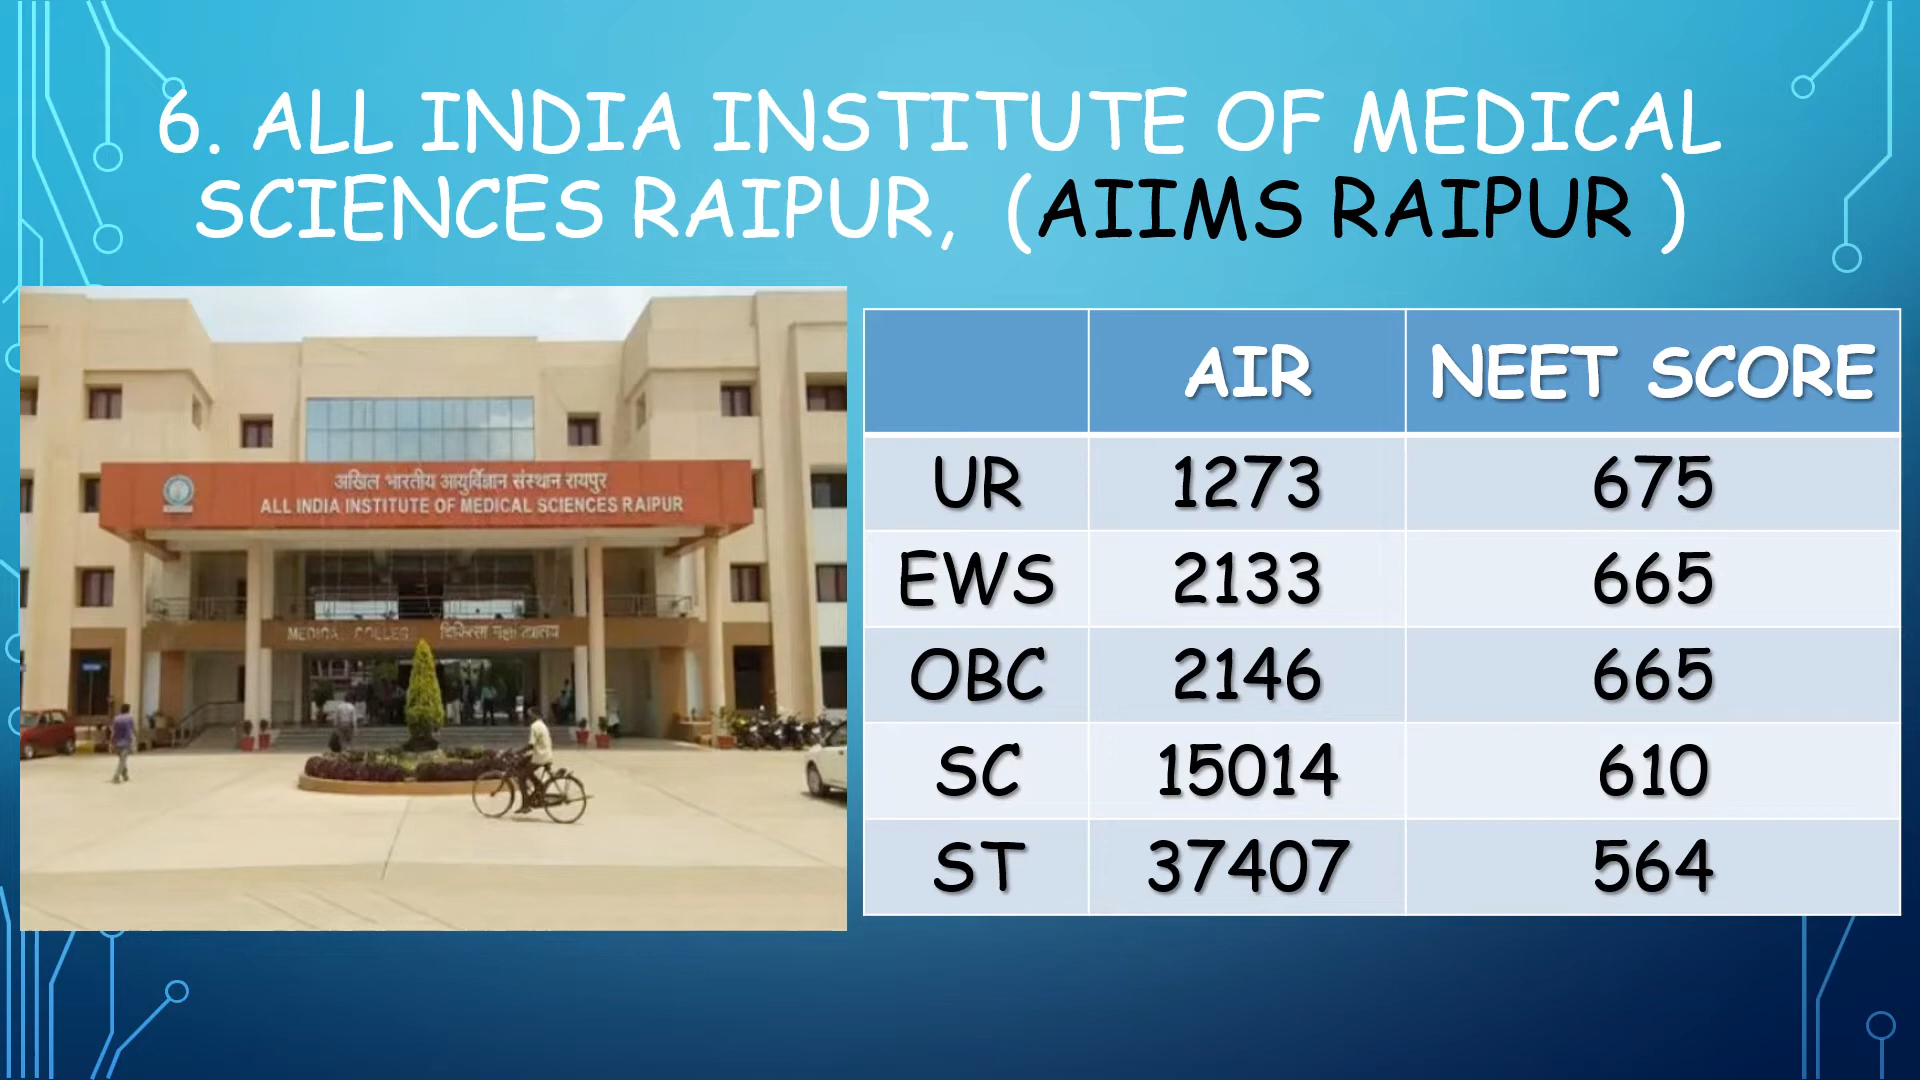 6. ALL INDIA INSTITUTE OF MEDICAL
SCIENCES RAIPUR, (AIIMS RAIPUR )
अखिल भारतीय आयुर्विज्ञान संस्थान रायपुर
ALL INDIA INSTITUTE OF MEDICAL SCIENCES RAIPUR
AIR NEET SCORE
UR 1273 675
EWS 2133 665
OBC 2146 665
SC 15014 610
ST 37407 564